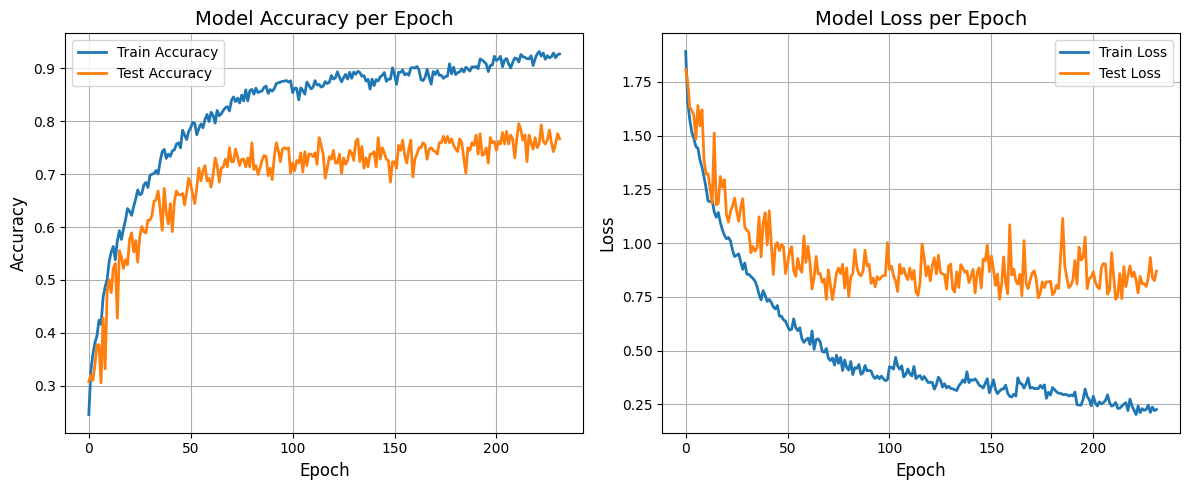 Model Accuracy per Epoch
Train Accuracy
Test Accuracy
0.9
0.8
0.7
0.6
0.5
0.4
0.3
Accuracy
0 50 100 150 200
Epoch
Model Loss per Epoch
Train Loss
Test Loss
1.75
1.50
1.25
1.00
0.75
0.50
0.25
Loss
0 50 100 150 200
Epoch